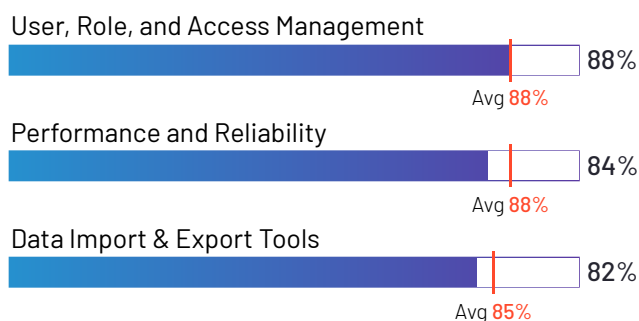 User, Role, and Access Management
88%
Avg 88%
Performance and Reliability
84%
Avg 88%
Data Import & Export Tools
82%
Avg 85%